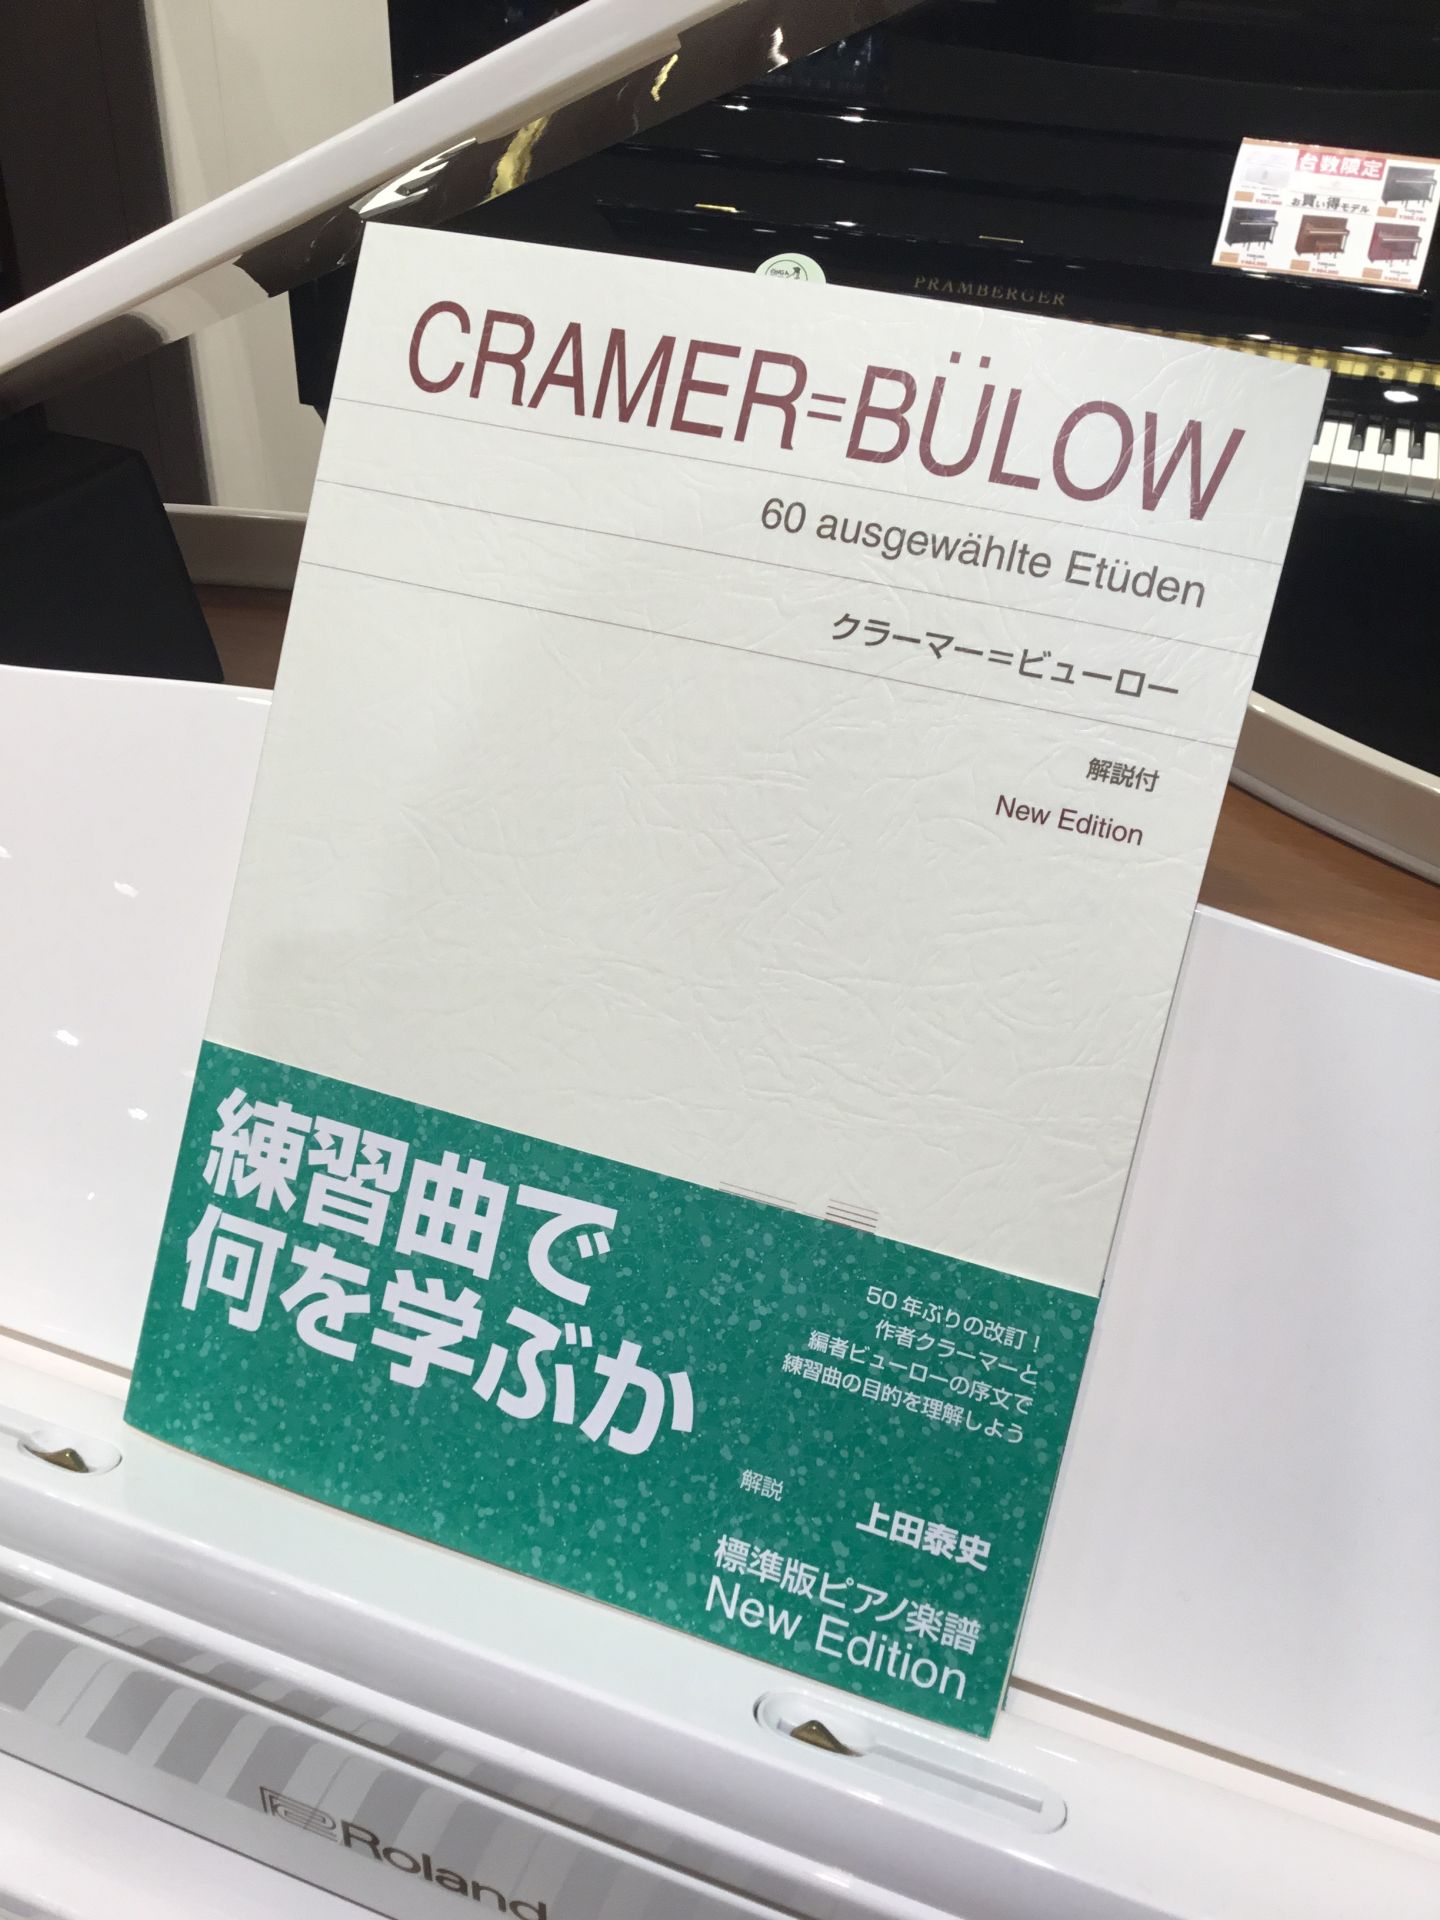 台数限定
お買い得モデル
PRAMBERGER
CRAMER=BÜLOW
60 ausgewählte Etüden
クラーマー=ビューロー
解説付
New Edition
練習曲で
何を学ぶか
50年ぶりの改訂!
作者クラーマーと
編者ビューローの序文で
練習曲の目的を理解しよう
解説 上田泰史
標準版ピアノ楽譜
New Edition
Roland